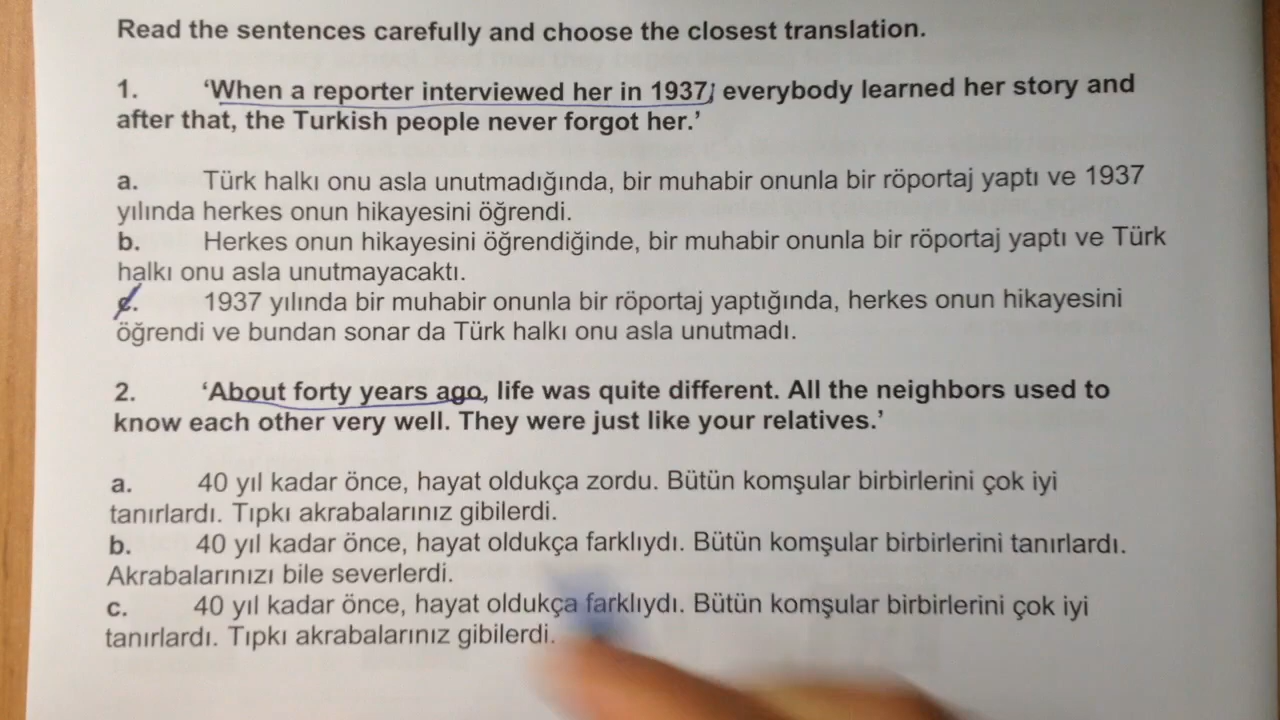 Read the sentences carefully and choose the closest translation.
1. ‘When a reporter interviewed her in 1937, everybody learned her story and
after that, the Turkish people never forgot her.’
a. Türk halkı onu asla unutmadığında, bir muhabir onunla bir röportaj yaptı ve 1937
yılında herkes onun hikayesini öğrendi.
b. Herkes onun hikayesini öğrendiğinde, bir muhabir onunla bir röportaj yaptı ve Türk
halkı onu asla unutmayacaktı.
c. 1937 yılında bir muhabir onunla bir röportaj yaptığında, herkes onun hikayesini
öğrendi ve bundan sonar da Türk halkı onu asla unutmadı.
2. ‘About forty years ago, life was quite different. All the neighbors used to
know each other very well. They were just like your relatives.’
a. 40 yıl kadar önce, hayat oldukça zordu. Bütün komşular birbirlerini çok iyi
tanırlardı. Tıpkı akrabalarınız gibilerdi.
b. 40 yıl kadar önce, hayat oldukça farklıydı. Bütün komşular birbirlerini tanırlardı.
Akrabalarınızı bile severlerdi.
c. 40 yıl kadar önce, hayat oldukça farklıydı. Bütün komşular birbirlerini çok iyi
tanırlardı. Tıpkı akrabalarınız gibilerdi.